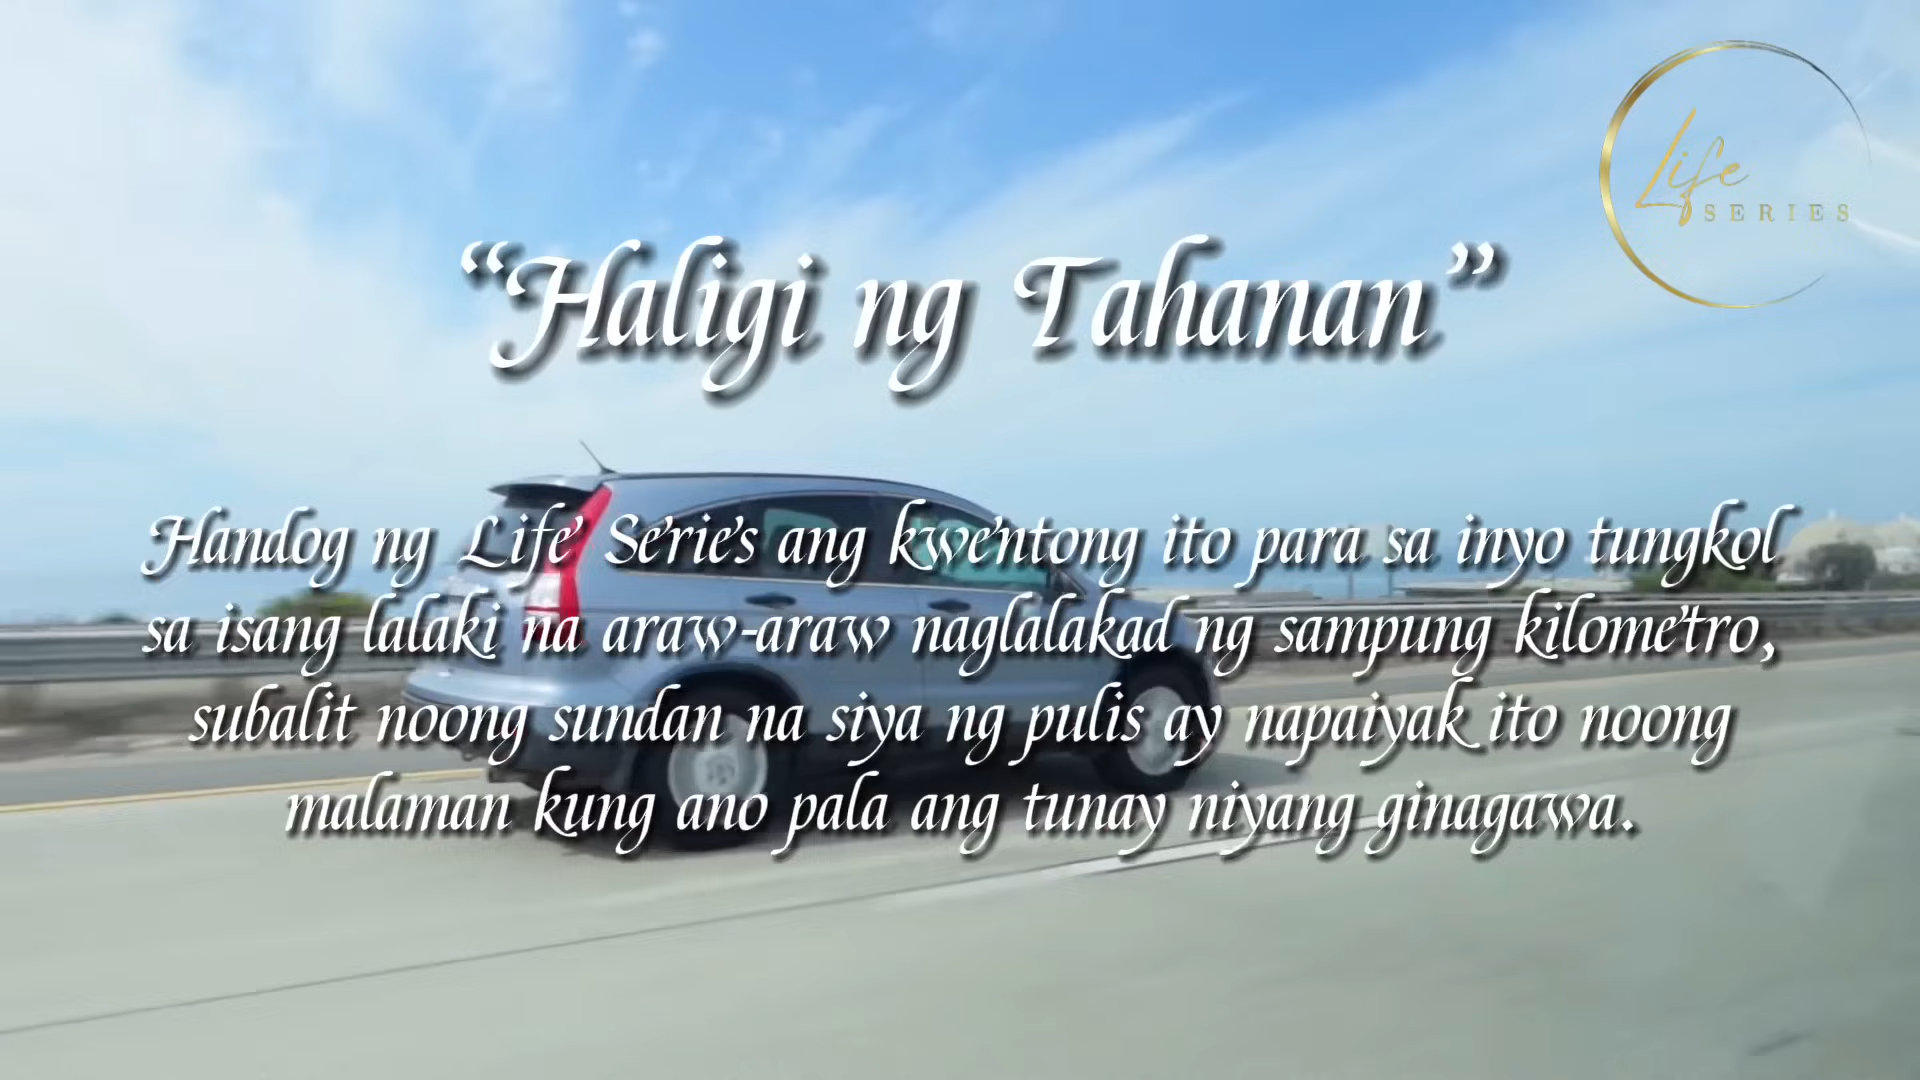 Life
SERIES
“Haligi ng Tahanan”
Handog ng Life Series ang kwentong ito para sa inyo tungkol
sa isang lalaki na araw-araw naglalakad ng sampung kilometro,
subalit noong sundan na siya ng pulis ay napaiyak ito noong
malaman kung ano pala ang tunay niyang ginagawa.